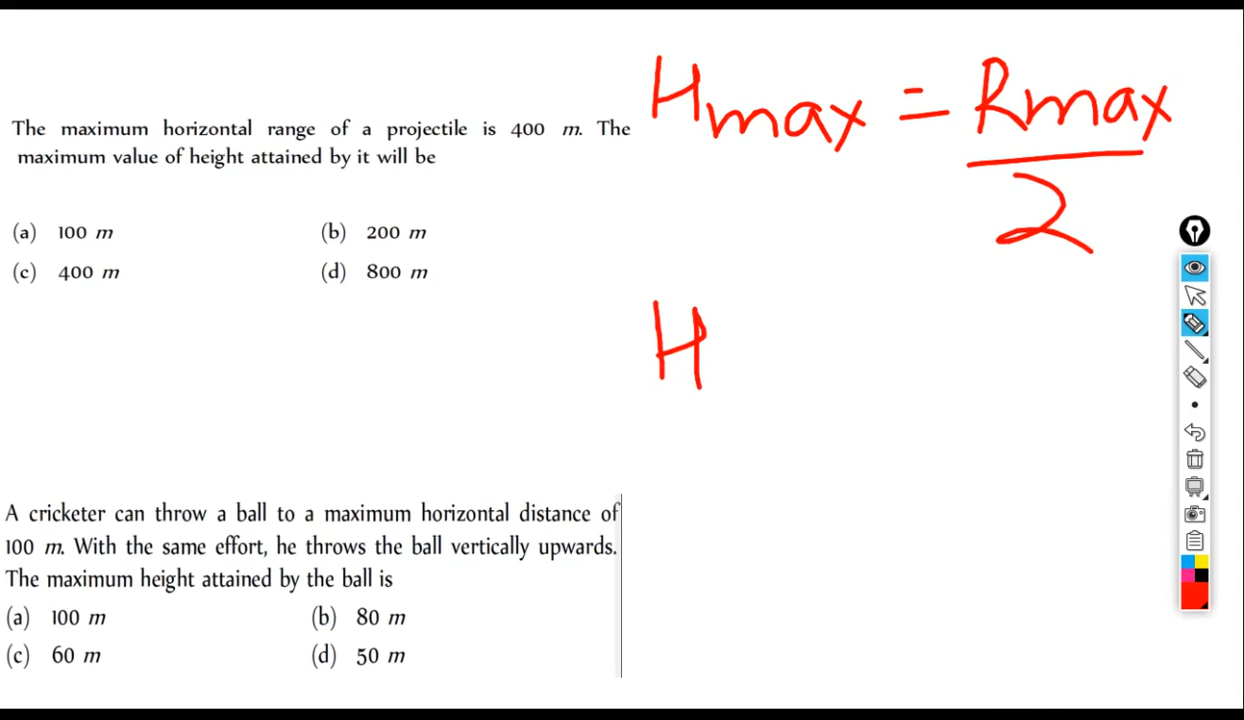 The maximum horizontal range of a projectile is 400 m. The
maximum value of height attained by it will be
(a) 100 m (b) 200 m
(c) 400 m (d) 800 m
Hmax = Rmax
2
H
A cricketer can throw a ball to a maximum horizontal distance of
100 m. With the same effort, he throws the ball vertically upwards.
The maximum height attained by the ball is
(a) 100 m (b) 80 m
(c) 60 m (d) 50 m